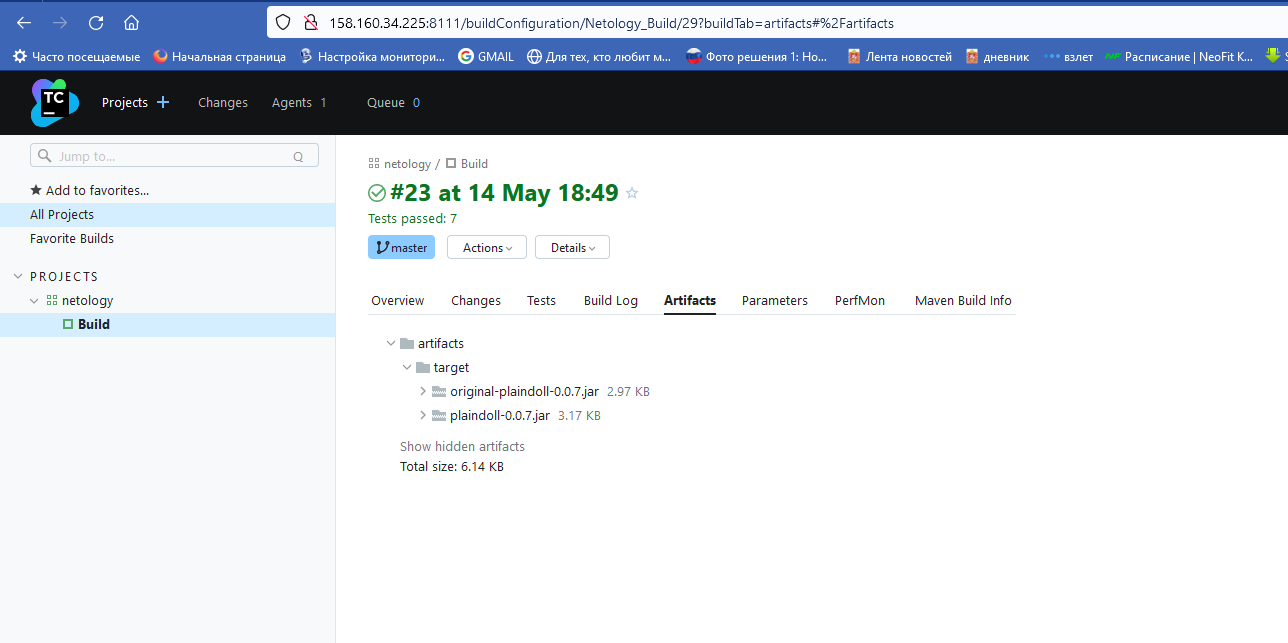 158.160.34.225:8111/buildConfiguration/Netology_Build/29?buildTab=artifacts#%2Fartifacts
Часто посещаемые Начальная страница Настройка монитори... GMAIL Для тех, кто любит м... Фото решения 1: Но... Лента новостей дневник взлет Расписание | NeoFit K...
TC Projects Changes Agents 1 Queue 0
Jump to... Q
Add to favorites...
All Projects
Favorite Builds
PROJECTS
netology
Build
netology / Build
#23 at 14 May 18:49
Tests passed: 7
master Actions Details
Overview Changes Tests Build Log Artifacts Parameters PerfMon Maven Build Info
artifacts
target
original-plaindoll-0.0.7.jar 2.97 KB
plaindoll-0.0.7.jar 3.17 KB
Show hidden artifacts
Total size: 6.14 KB